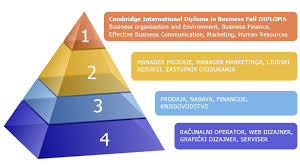 1
Cambridge International Diploma in Business Full DIPLOMA
Business organisation and Environment, Business Finance,
Effective Business Communication, Marketing, Human Resources
2
MANAGER PRODAJE, MANAGER MARKETINGA, LJUDSKI
RESURSI, ZASTUPNIK OSIGURANJA
3
PRODAJA, NABAVA, FINANCIJE,
KNJIGOVODSTVO
4
RAČUNALNI OPERATOR, WEB DIZAJNER,
GRAFIČKI DIZAJNER, SERVISER